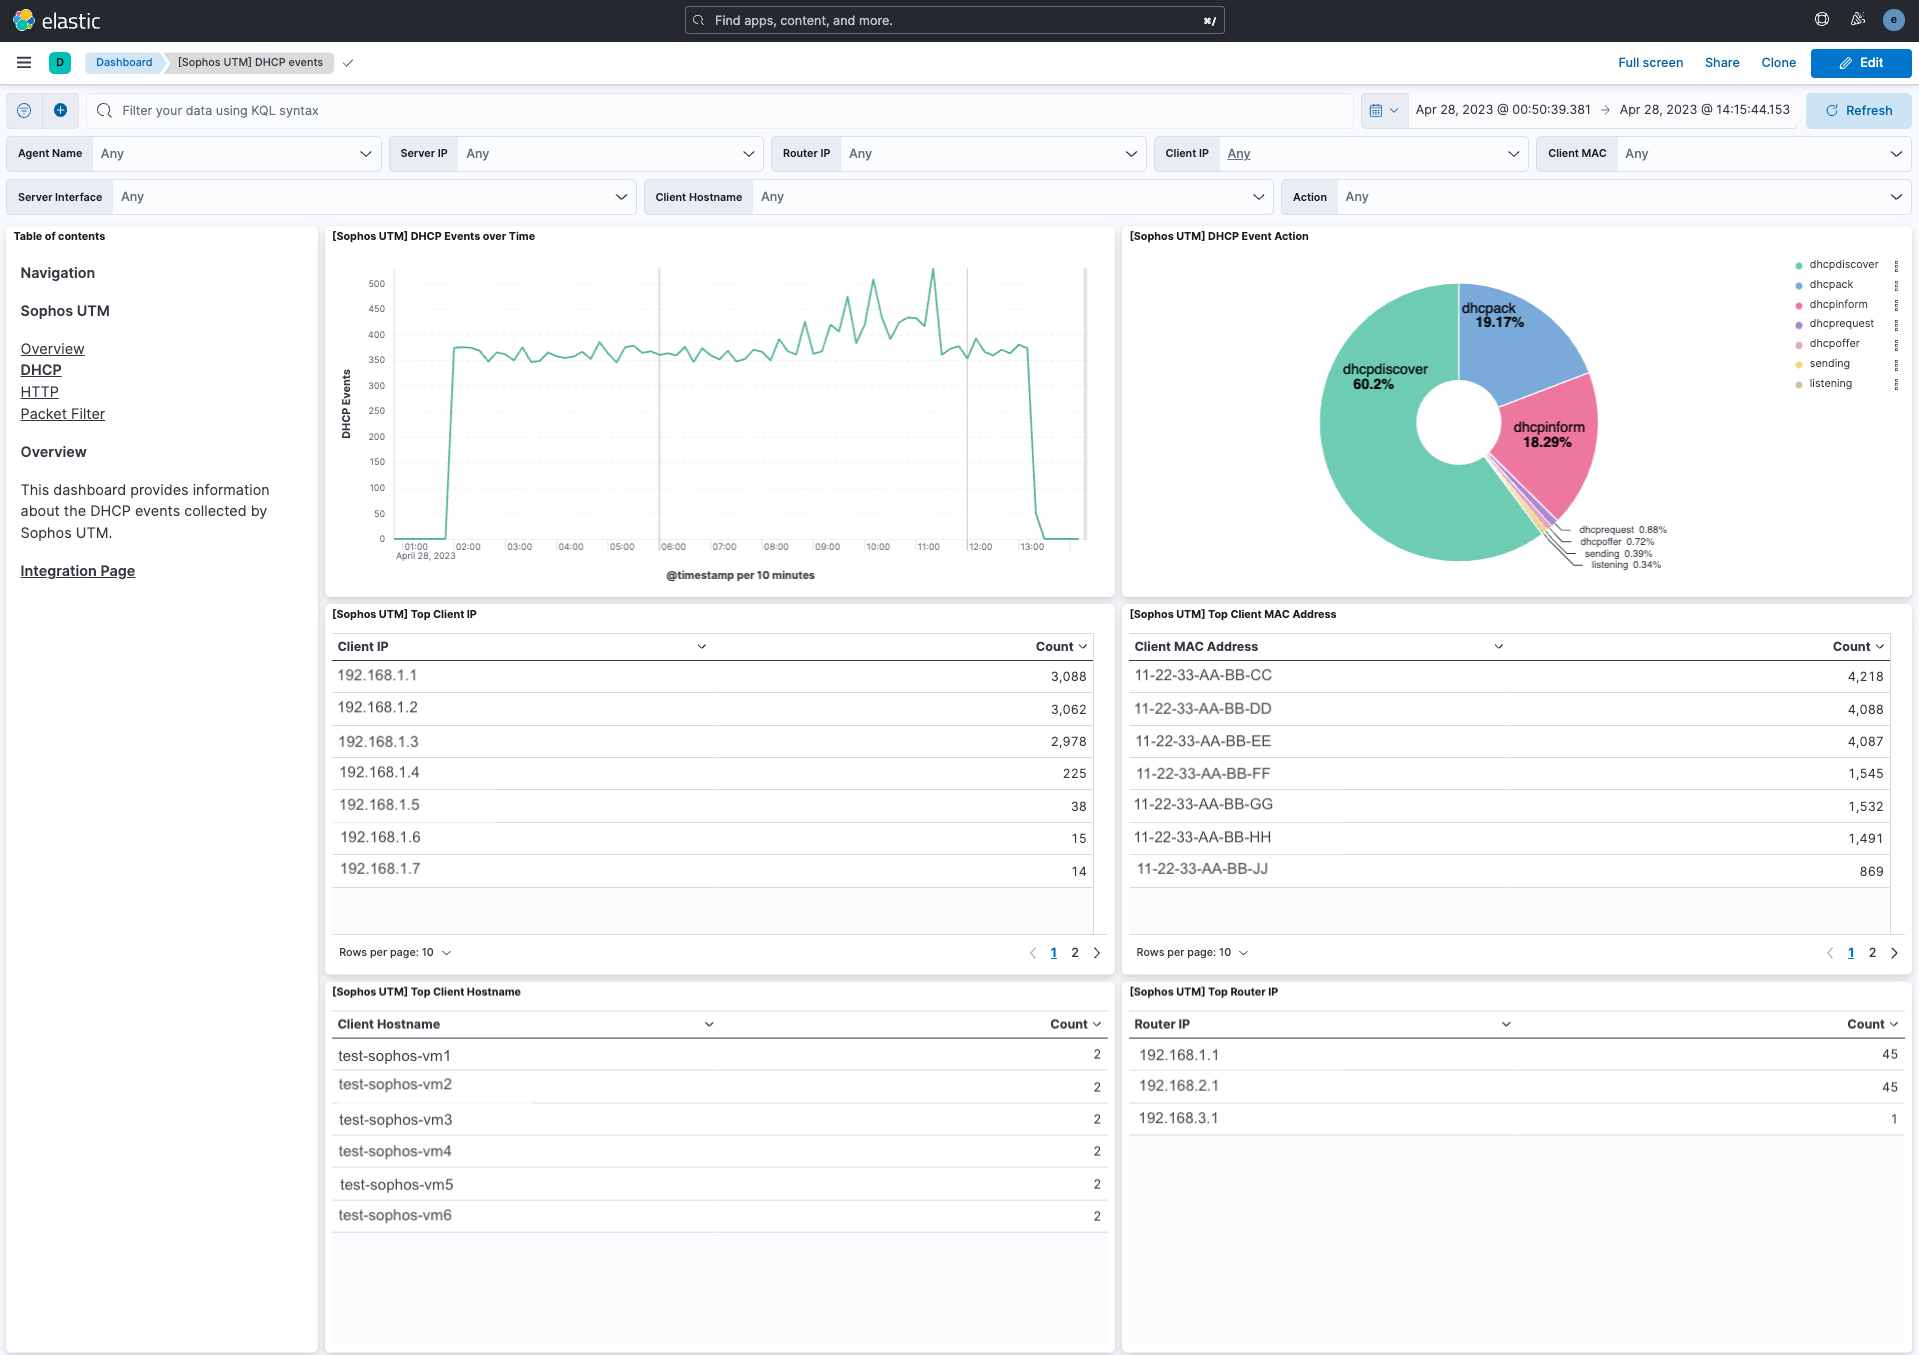 elastic
Find apps, content, and more.
⌘/
e
D
Dashboard
[Sophos UTM] DHCP events
Full screen
Share
Clone
Edit
Filter your data using KQL syntax
Apr 28, 2023 @ 00:50:39.381 → Apr 28, 2023 @ 14:15:44.153
Refresh
Agent Name Any
Server IP Any
Router IP Any
Client IP Any
Client MAC Any
Server Interface Any
Client Hostname Any
Action Any
Table of contents
Navigation
Sophos UTM
Overview
DHCP
HTTP
Packet Filter
Overview
This dashboard provides information
about the DHCP events collected by
Sophos UTM.
Integration Page
[Sophos UTM] DHCP Events over Time
DHCP Events
500
450
400
350
300
250
200
150
100
50
0
01:00 02:00 03:00 04:00 05:00 06:00 07:00 08:00 09:00 10:00 11:00 12:00 13:00
April 28, 2023
@timestamp per 10 minutes
[Sophos UTM] DHCP Event Action
dhcpdiscover
dhcpack
dhcpinform
dhcprequest
dhcpoffer
sending
listening
dhcpack
19.17%
dhcpdiscover
60.2%
dhcpinform
18.29%
dhcprequest 0.88%
dhcpoffer 0.72%
sending 0.39%
listening 0.34%
[Sophos UTM] Top Client IP
Client IP Count
192.168.1.1 3,088
192.168.1.2 3,062
192.168.1.3 2,978
192.168.1.4 225
192.168.1.5 38
192.168.1.6 15
192.168.1.7 14
Rows per page: 10
1 2
[Sophos UTM] Top Client MAC Address
Client MAC Address Count
11-22-33-AA-BB-CC 4,218
11-22-33-AA-BB-DD 4,088
11-22-33-AA-BB-EE 4,087
11-22-33-AA-BB-FF 1,545
11-22-33-AA-BB-GG 1,532
11-22-33-AA-BB-HH 1,491
11-22-33-AA-BB-JJ 869
Rows per page: 10
1 2
[Sophos UTM] Top Client Hostname
Client Hostname Count
test-sophos-vm1 2
test-sophos-vm2 2
test-sophos-vm3 2
test-sophos-vm4 2
test-sophos-vm5 2
test-sophos-vm6 2
[Sophos UTM] Top Router IP
Router IP Count
192.168.1.1 45
192.168.2.1 45
192.168.3.1 1